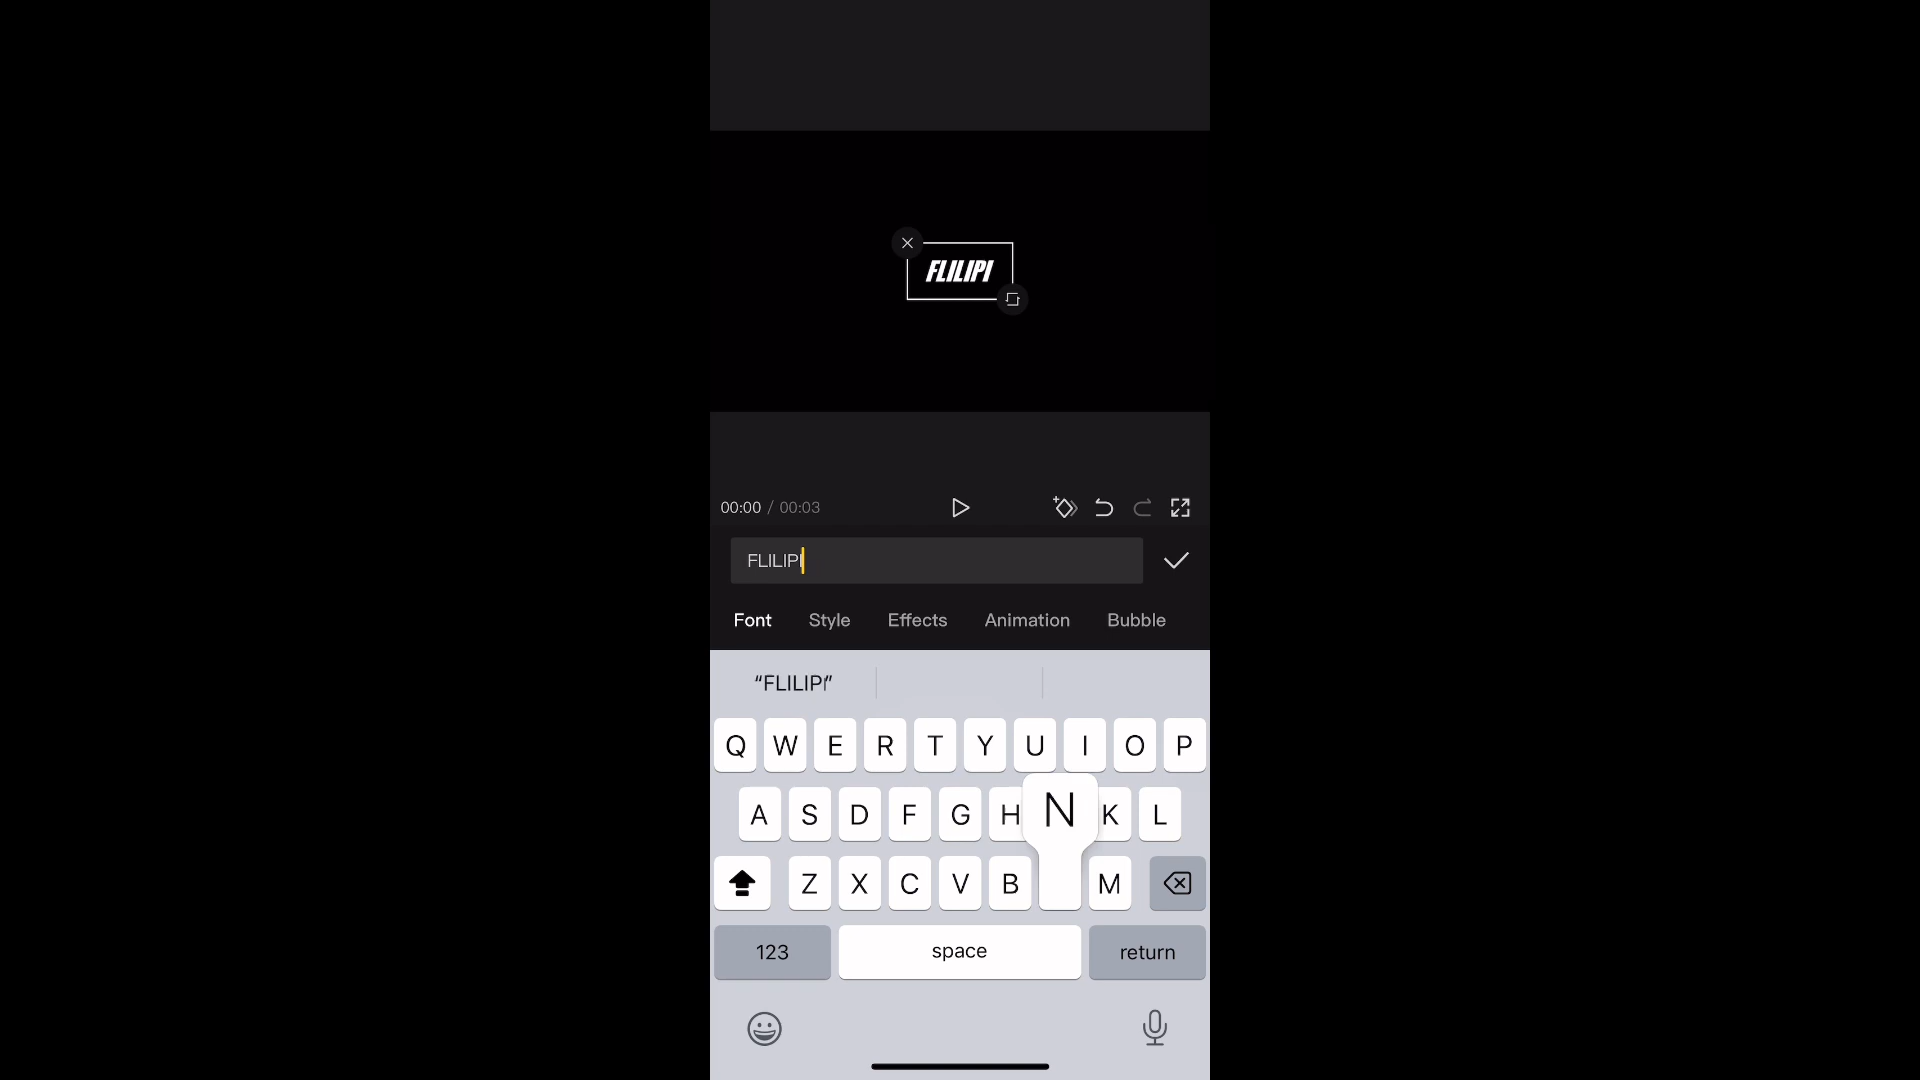 FLILIPI
00:00 / 00:03
FLILIPI
Font Style Effects Animation Bubble
“FLILIPI”
Q W E R T Y U I O P
A S D F G H N K L
Z X C V B M
123 space return